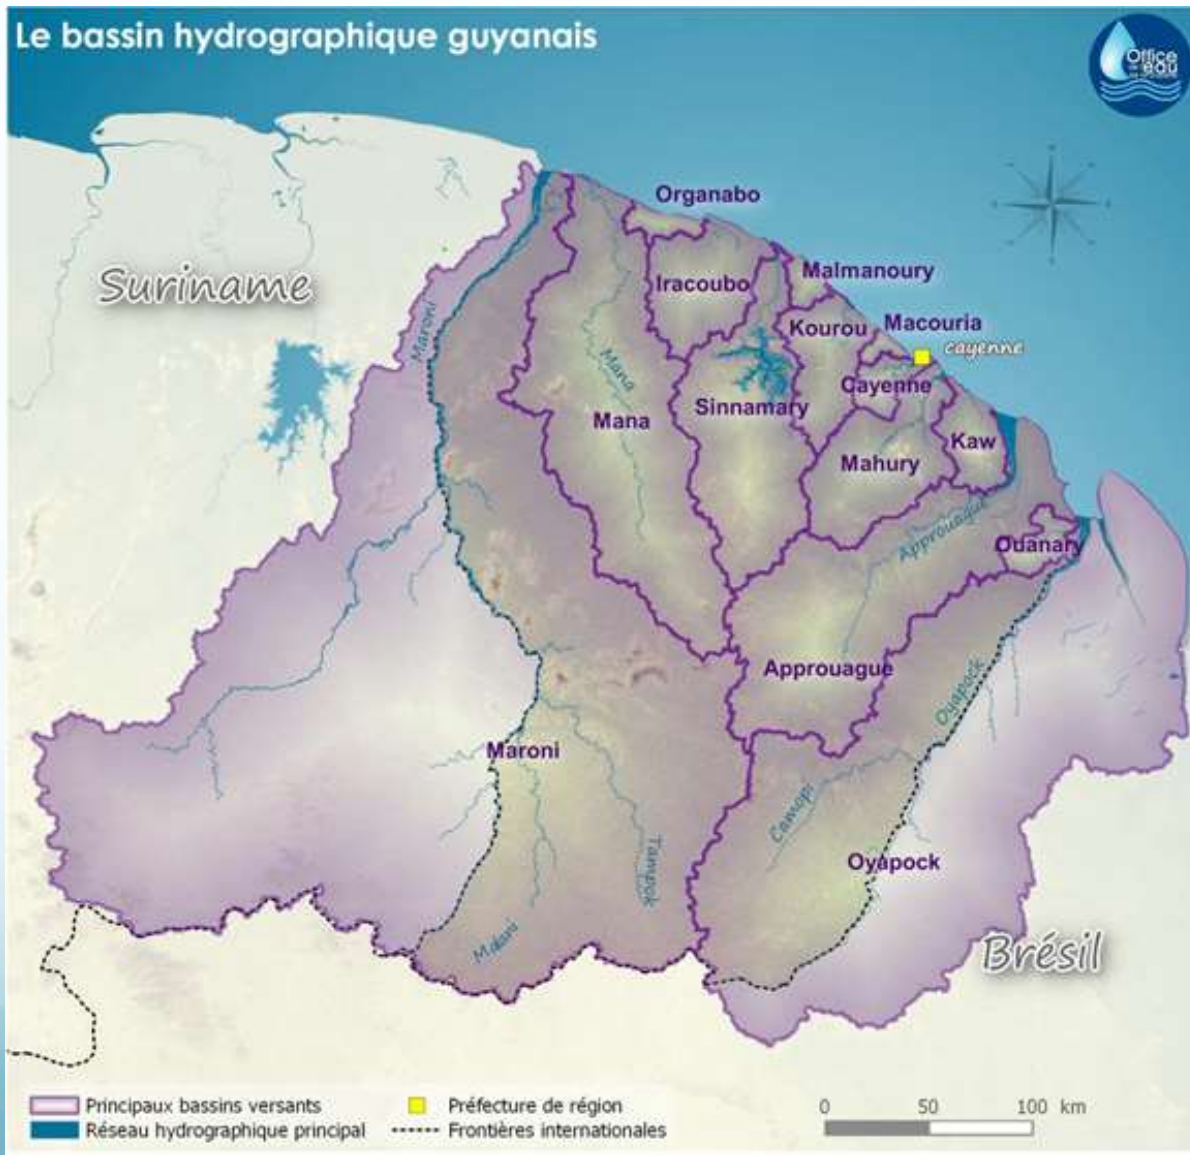 Le bassin hydrographique guyanais
Office
de l'eau
Organabo
Suriname
Iracoubo
Malmanoury
Maroni
Kourou
Macouria
cayenne
Mana
Cayenne
Sinnamary
Mana
Kaw
Mahury
Approuague
Ouanary
Approuague
Oyapock
Maroni
Camopi
Tampok
Oyapock
Brésil
Principaux bassins versants
Préfecture de région
0 50 100 km
Réseau hydrographique principal
Frontières internationales